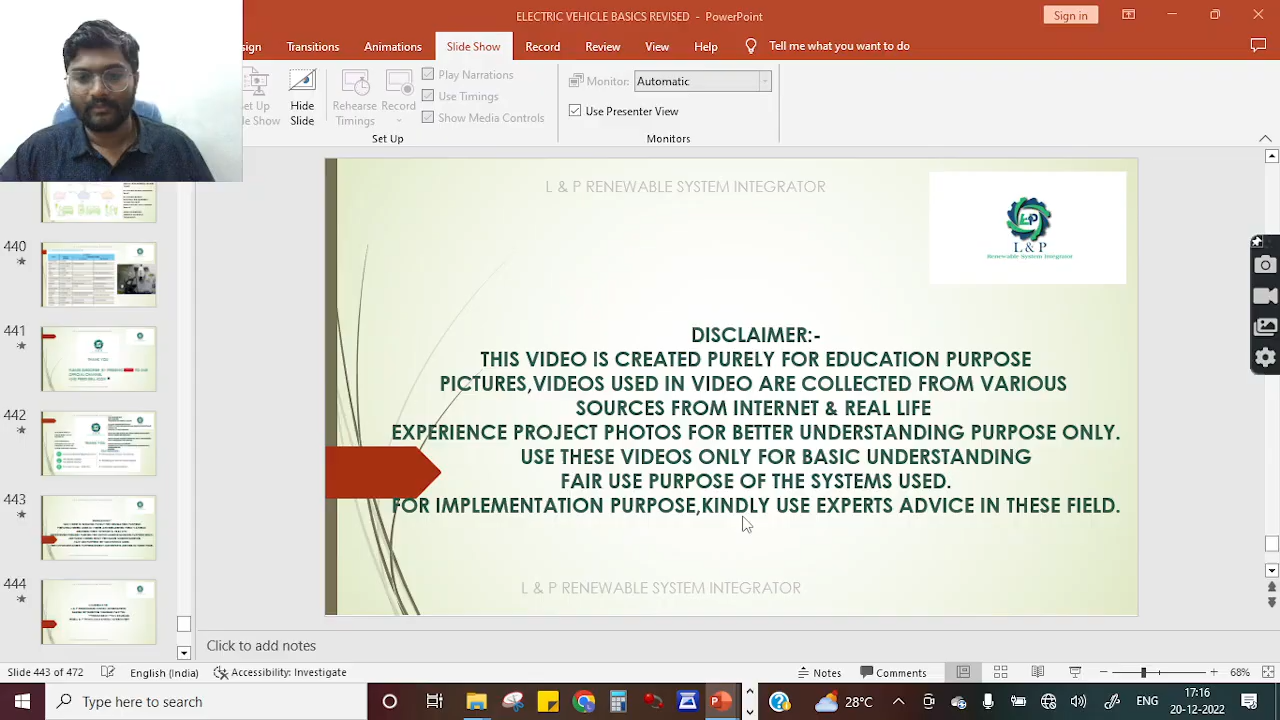 ELECTRIC VEHICLE BASICS REVISED - PowerPoint
Sign in
Transitions
Animations
Slide Show
Record
Review
View
Help
Tell me what you want to do
Set Up
Hide
Slide
Rehearse
Timings
Record
Play Narrations
Use Timings
Show Media Controls
Set Up
Monitor:
Automatic
Use Presenter View
Monitors
440
441
442
443
444
L & P RENEWABLE SYSTEM INTEGRATOR
L & P
Renewable System Integrator
DISCLAIMER:-
THIS VIDEO IS CREATED PURELY FOR EDUCATION PURPOSE
PICTURES,VIDEOS USED IN VIDEO ARE COLLECTED FROM VARIOUS
SOURCES FROM INTERNET & REAL LIFE
EXPERIENCE PROJECT PHOTOS FOR BETTER UNDERSTANDING PURPOSE ONLY.
USE THESE VIDEOS ONLY FOR BASIC UNDERSTANDING
FAIR USE PURPOSE OF THE SYSTEMS USED.
FOR IMPLEMENTATION PURPOSE,KINDLY USE EXPERTS ADVICE IN THESE FIELD.
L & P RENEWABLE SYSTEM INTEGRATOR
Click to add notes
Slide 443 of 472
English (India)
Accessibility: Investigate
Notes
Comments
68%
Type here to search
28°C
ENG
17:16
20-12-2022